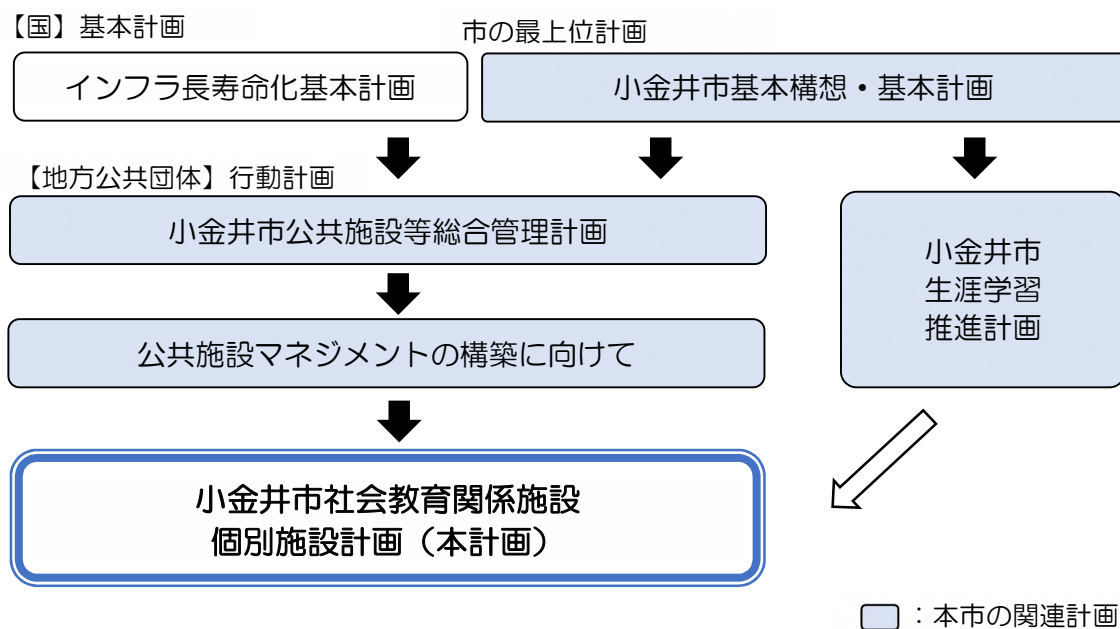 【国】基本計画
市の最上位計画
インフラ長寿命化基本計画
小金井市基本構想・基本計画
【地方公共団体】行動計画
小金井市公共施設等総合管理計画
小金井市
生涯学習
推進計画
公共施設マネジメントの構築に向けて
小金井市社会教育関係施設
個別施設計画（本計画）
：本市の関連計画